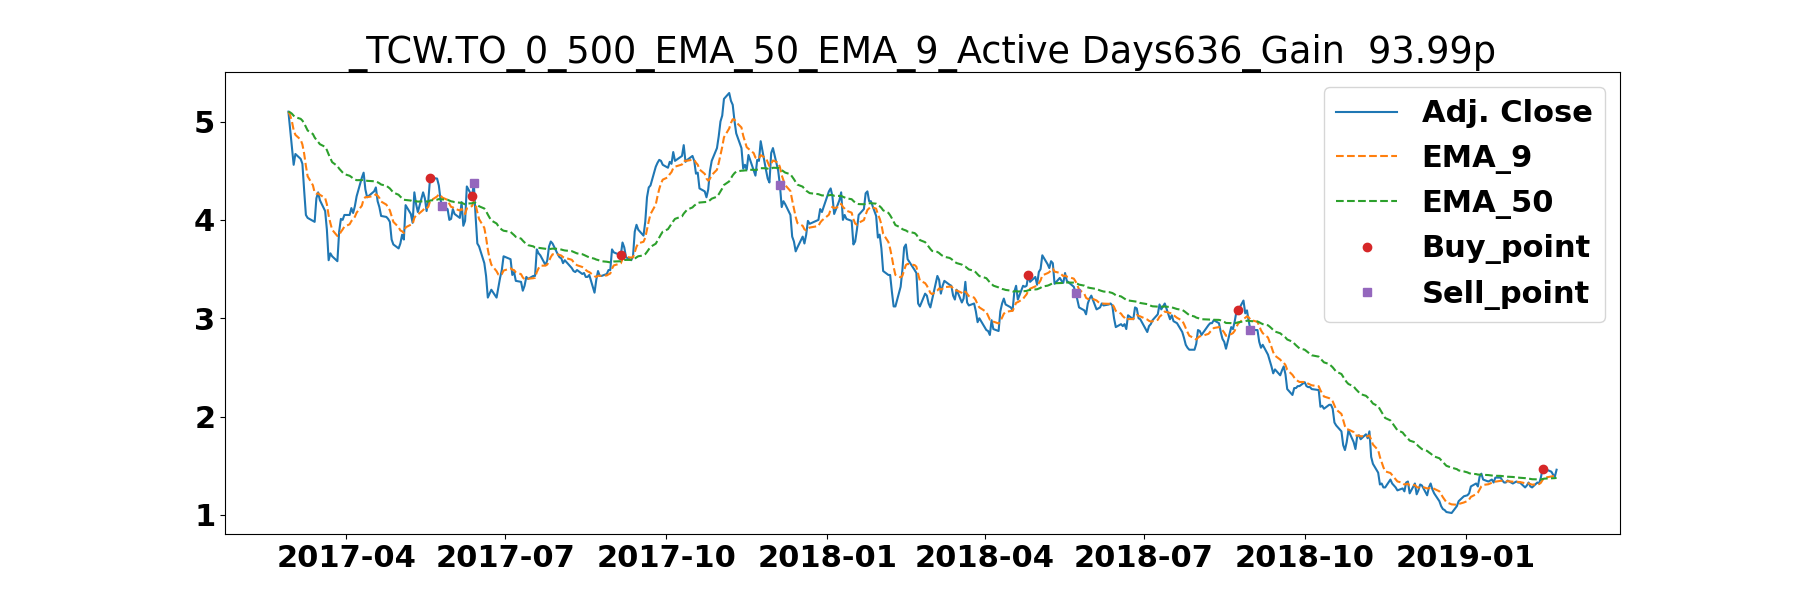 _TCW.TO_0_500_EMA_50_EMA_9_Active Days636_Gain  93.99p
Adj. Close
EMA_9
EMA_50
Buy_point
Sell_point
5
4
3
2
1
2017-04 2017-07 2017-10 2018-01 2018-04 2018-07 2018-10 2019-01